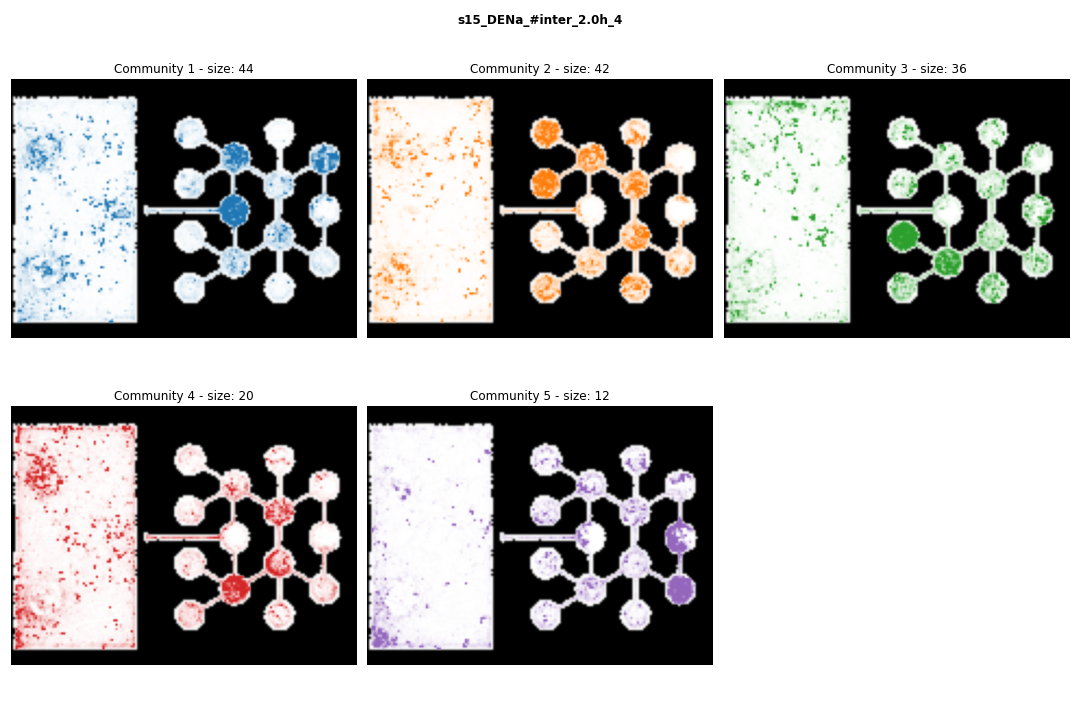 s15_DENa_#inter_2.0h_4
Community 1 - size: 44
Community 2 - size: 42
Community 3 - size: 36
Community 4 - size: 20
Community 5 - size: 12